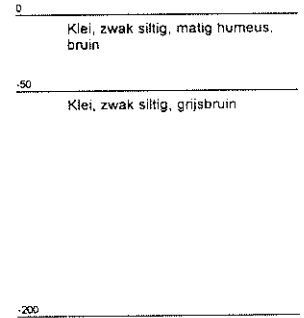 0
Klei, zwak siltig, matig humeus,
bruin
-50
Klei, zwak siltig, grijsbruin
-200